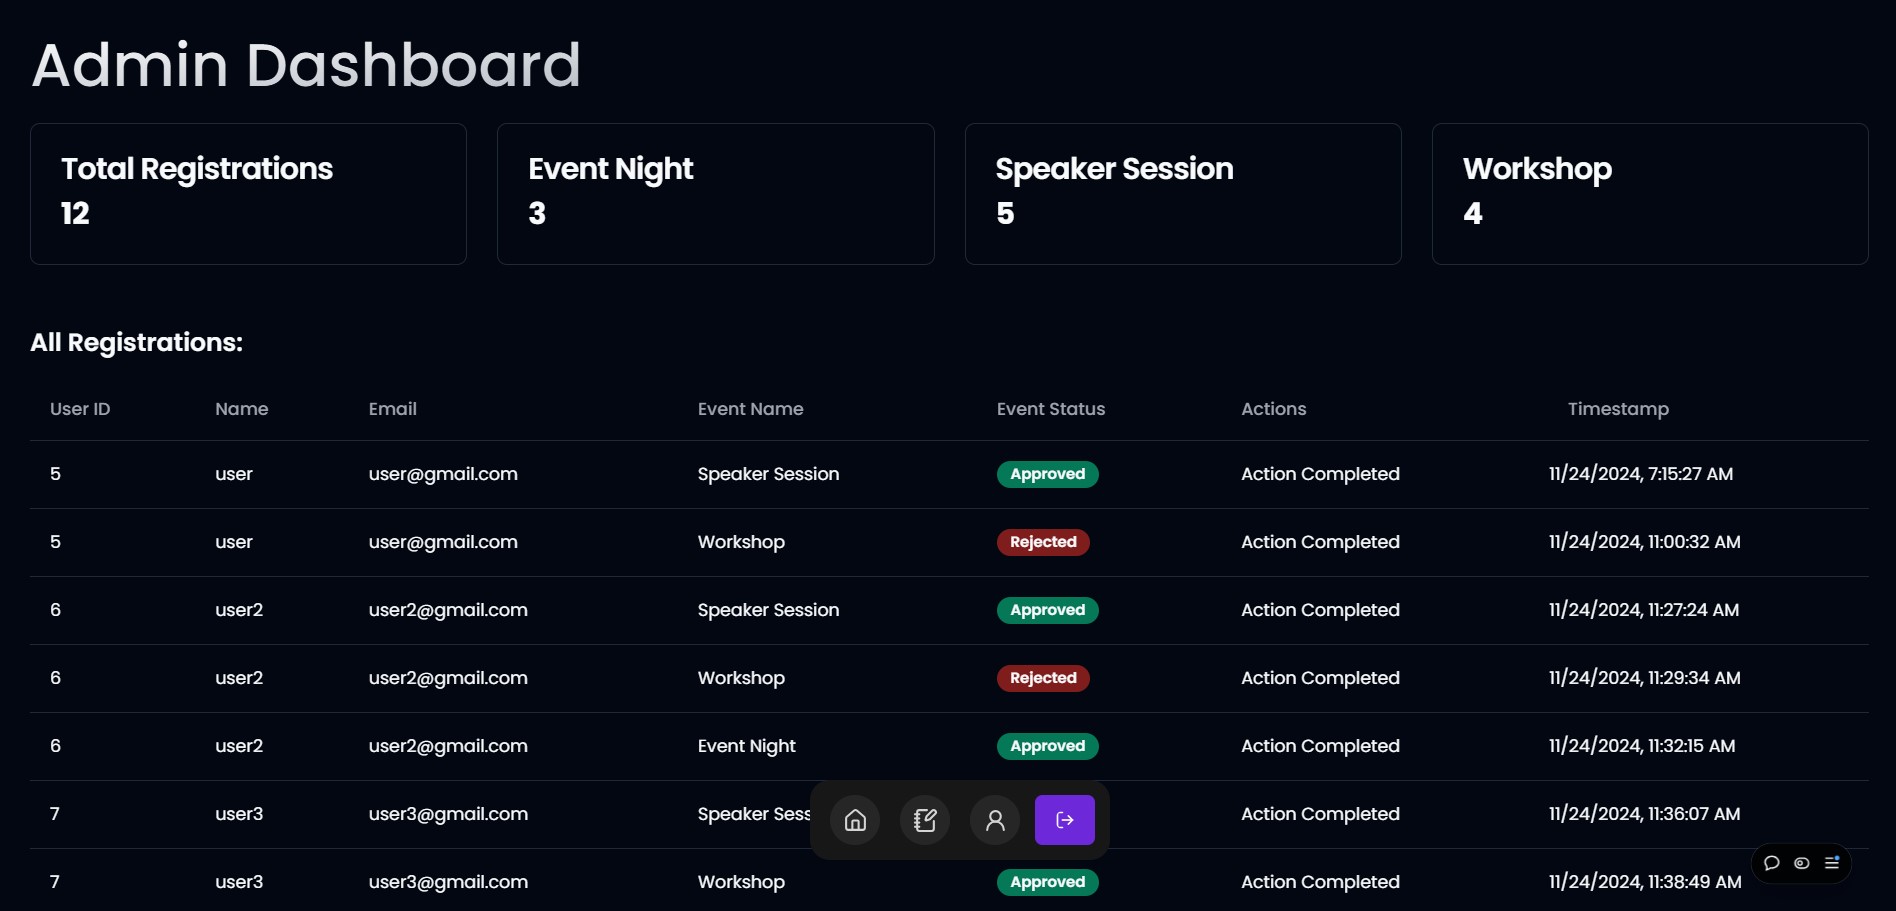 Admin Dashboard
Total Registrations
12
Event Night
3
Speaker Session
5
Workshop
4
All Registrations:
User ID Name Email Event Name Event Status Actions Timestamp
5 user user@gmail.com Speaker Session Approved Action Completed 11/24/2024, 7:15:27 AM
5 user user@gmail.com Workshop Rejected Action Completed 11/24/2024, 11:00:32 AM
6 user2 user2@gmail.com Speaker Session Approved Action Completed 11/24/2024, 11:27:24 AM
6 user2 user2@gmail.com Workshop Rejected Action Completed 11/24/2024, 11:29:34 AM
6 user2 user2@gmail.com Event Night Approved Action Completed 11/24/2024, 11:32:15 AM
7 user3 user3@gmail.com Speaker Sess Action Completed 11/24/2024, 11:36:07 AM
7 user3 user3@gmail.com Workshop Approved Action Completed 11/24/2024, 11:38:49 AM